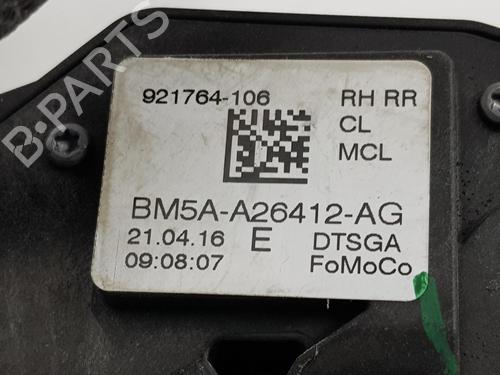 921764-106 RH RR
CL
MCL
BM5A-A26412-AG
21.04.16 E DTSGA
09:08:07 FoMoCo
B-PARTS